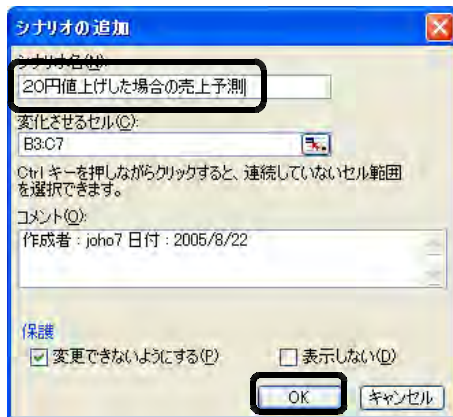 シナリオの追加
シナリオ名(N):
20円値上げした場合の売上予測
変化させるセル(C):
B3:C7
Ctrl キーを押しながらクリックすると、連続していないセル範囲
を選択できます。
コメント(O):
作成者：joho7 日付：2005/8/22
保護
変更できないようにする(P) 表示しない(D)
OK キャンセル